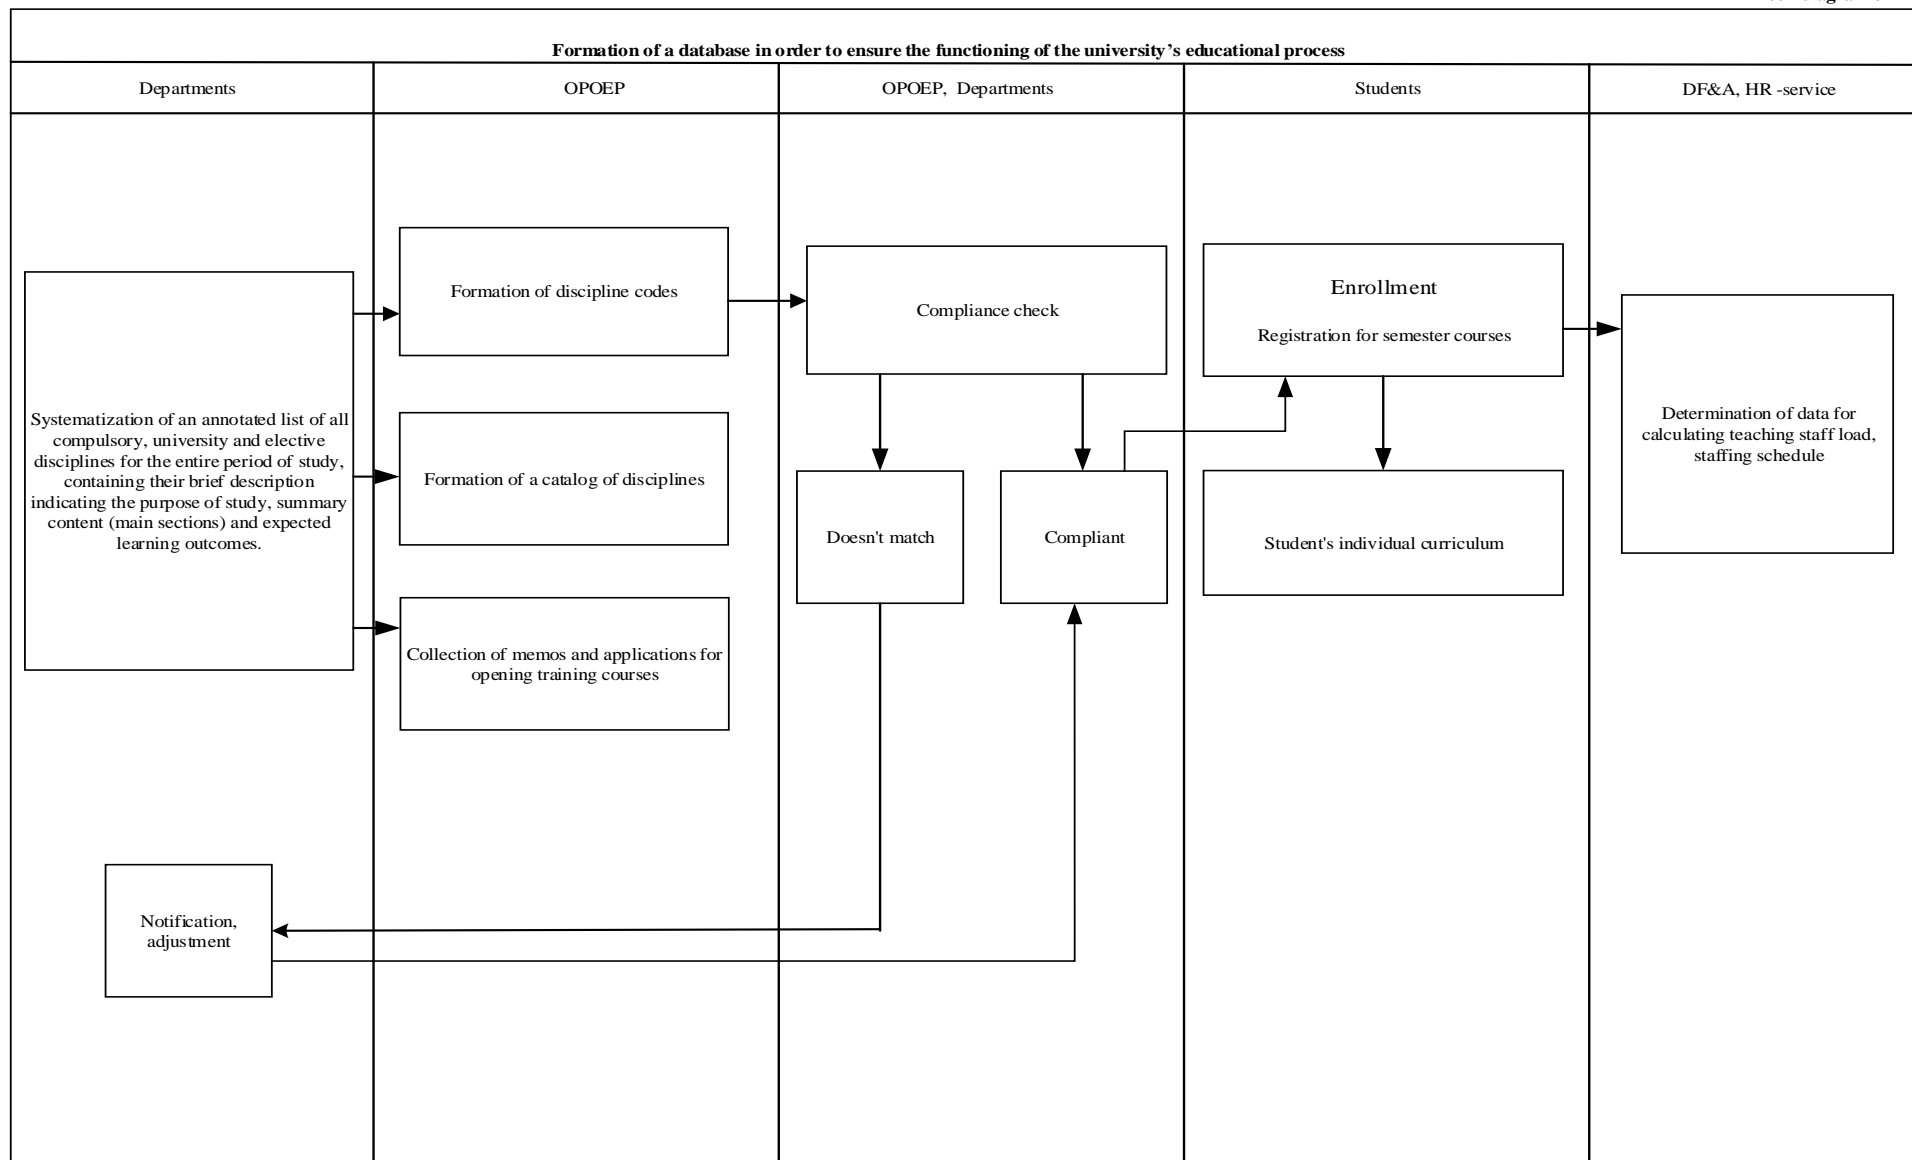 Formation of a database in order to ensure the functioning of the university's educational process
Departments
OPOEP
OPOEP, Departments
Students
DF&A, HR -service
Systematization of an annotated list of all
compulsory, university and elective
disciplines for the entire period of study,
containing their brief description
indicating the purpose of study, summary
content (main sections) and expected
learning outcomes.
Notification,
adjustment
Formation of discipline codes
Formation of a catalog of disciplines
Collection of memos and applications for
opening training courses
Compliance check
Doesn't match
Compliant
Enrollment
Registration for semester courses
Student's individual curriculum
Determination of data for
calculating teaching staff load,
staffing schedule